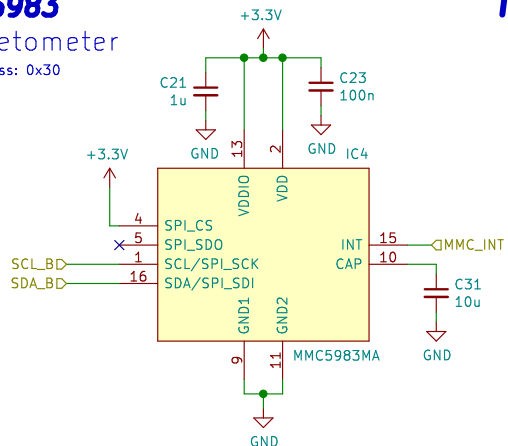 5983
etometer
ss: 0x30
+3.3V
C21
1u
C23
100n
GND
GND
IC4
+3.3V
13
2
VDDIO
VDD
4
SPI_CS
5
SPI_SDO
1
SCL/SPI_SCK
16
SDA/SPI_SDI
SCL_B
SDA_B
INT
15
MMC_INT
CAP
10
C31
10u
GND
GND1
GND2
9
11
MMC5983MA
GND